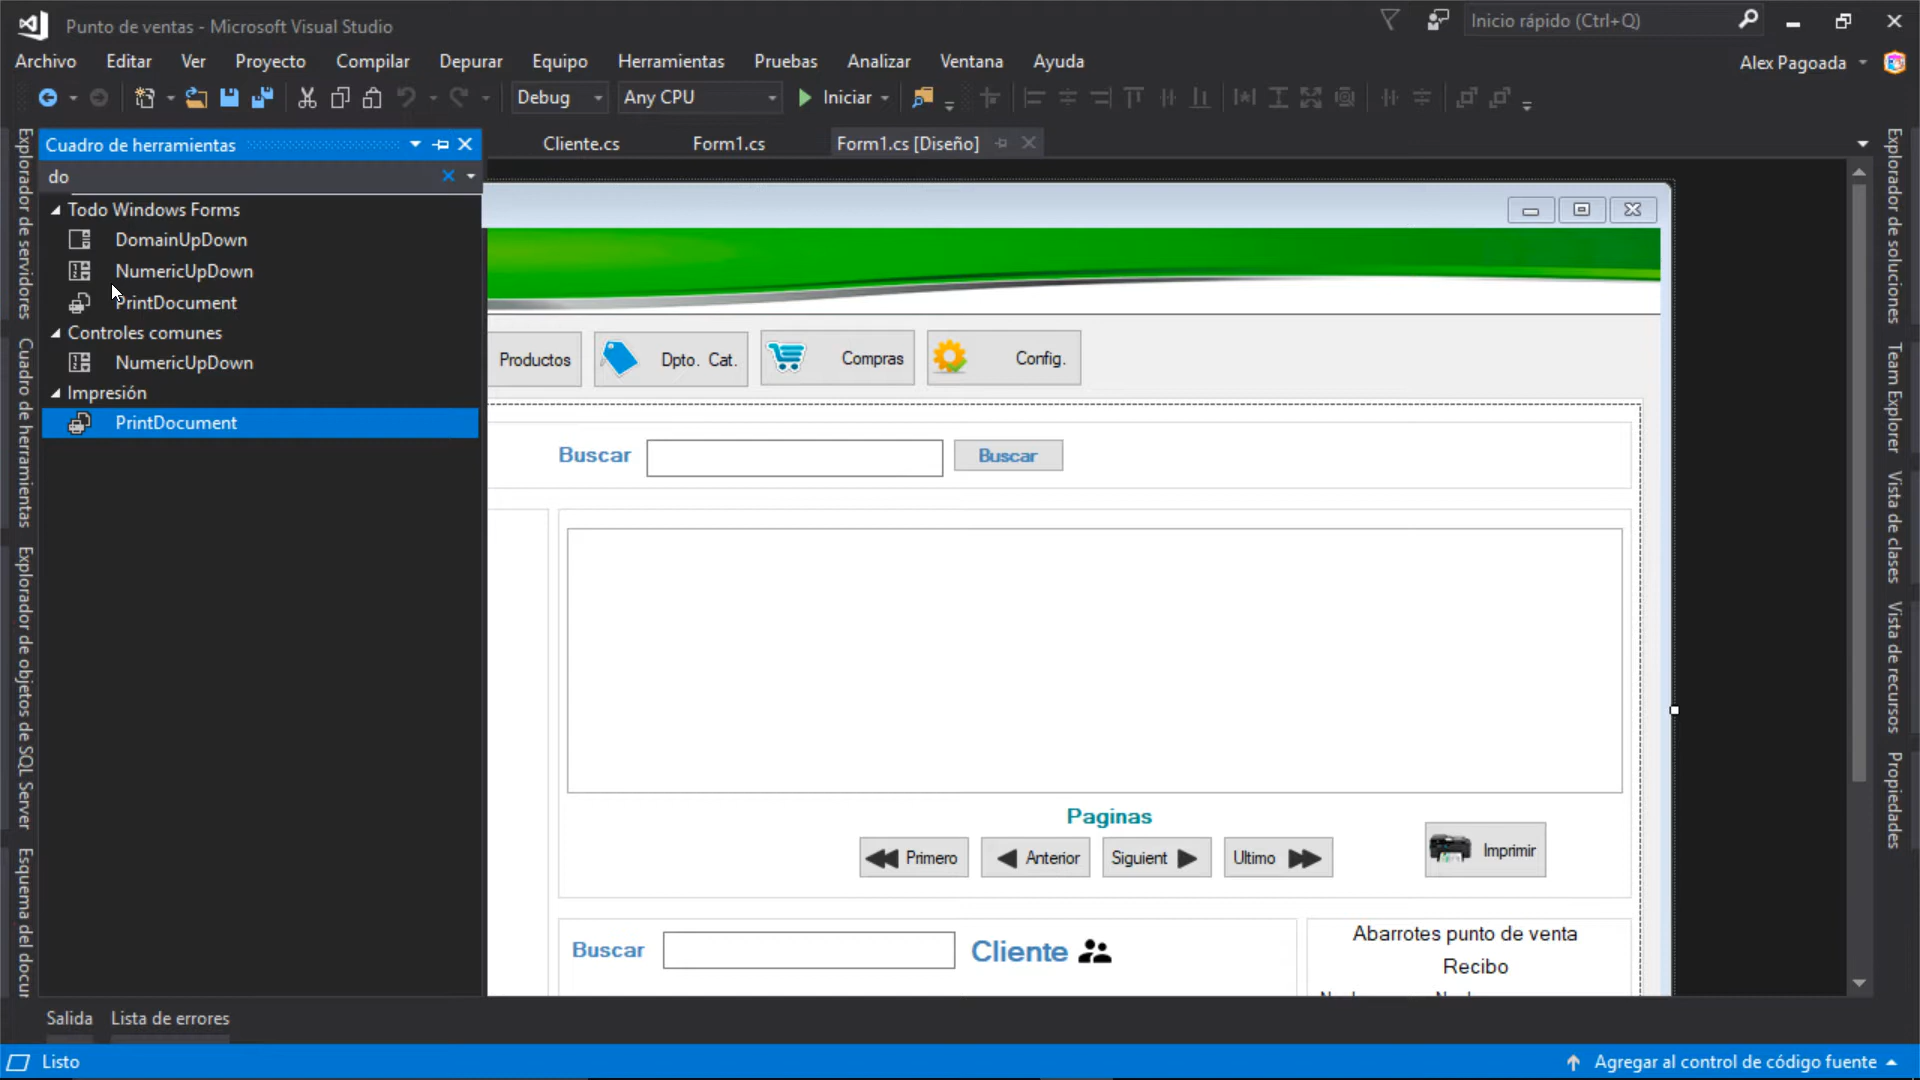 Punto de ventas - Microsoft Visual Studio
Inicio rápido (Ctrl+Q)
Archivo Editar Ver Proyecto Compilar Depurar Equipo Herramientas Pruebas Analizar Ventana Ayuda
Alex Pagoada
Debug Any CPU Iniciar
Cuadro de herramientas
Cliente.cs Form1.cs Form1.cs [Diseño]
do
Todo Windows Forms
DomainUpDown
NumericUpDown
PrintDocument
Controles comunes
NumericUpDown
Impresión
PrintDocument
Explorador de servidores
Cuadro de herramientas
Explorador de objetos de SQL Server
Esquema del docur
Productos
Dpto. Cat.
Compras
Config.
Buscar
Buscar
Paginas
Primero
Anterior
Siguient
Ultimo
Imprimir
Buscar
Cliente
Abarrotes punto de venta
Recibo
Explorador de soluciones
Team Explorer
Vista de clases
Vista de recursos
Propiedades
Salida Lista de errores
Listo
Agregar al control de código fuente